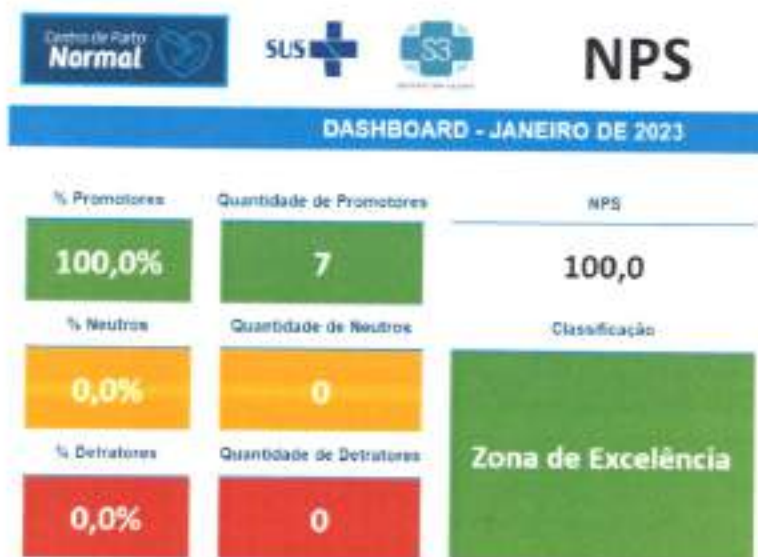 Centro de Parto
Normal
SUS
S3
NPS
DASHBOARD - JANEIRO DE 2023
% Promotores
Quantidade de Promotores
NPS
100,0%
7
100,0
% Neutros
Quantidade de Neutros
Classificação
0,0%
0
% Detratores
Quantidade de Detratores
Zona de Excelência
0,0%
0